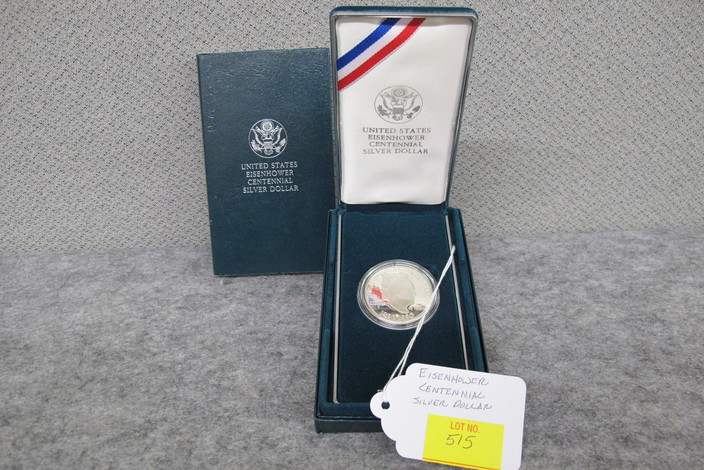 UNITED STATES
EISENHOWER
CENTENNIAL
SILVER DOLLAR
UNITED STATES
EISENHOWER
CENTENNIAL
SILVER DOLLAR
EISENHOWER
CENTENNIAL
SILVER DOLLAR
LOT NO.
515